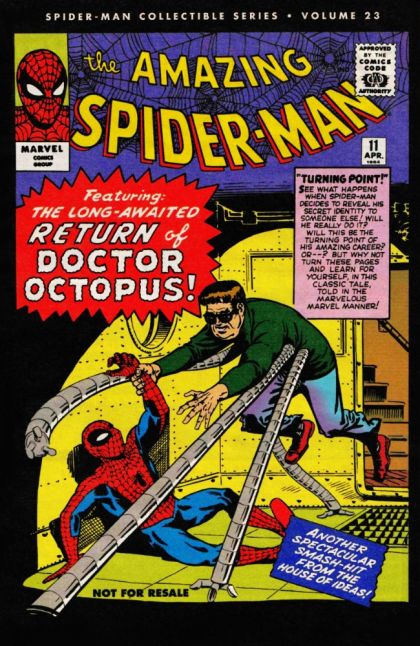 SPIDER-MAN COLLECTIBLE SERIES • VOLUME 23
the AMAZING
SPIDER-MAN
APPROVED
BY THE
COMICS
CODE
AUTHORITY
MARVEL
COMICS
GROUP
11
APR.
Featuring:
THE LONG-AWAITED
RETURN of
DOCTOR
OCTOPUS!
"TURNING POINT!"
SEE WHAT HAPPENS
WHEN SPIDER-MAN
DECIDES TO REVEAL HIS
SECRET IDENTITY TO
SOMEONE ELSE! WILL
HE REALLY DO IT?
WILL THIS BE THE
TURNING POINT OF
HIS AMAZING CAREER?
OR--? BUT WHY NOT
TURN THESE PAGES
AND LEARN FOR
YOURSELF, IN THIS
CLASSIC TALE,
TOLD IN THE
MARVELOUS
MARVEL MANNER!
ANOTHER
SPECTACULAR
SMASH-HIT
FROM THE
HOUSE OF IDEAS!
NOT FOR RESALE